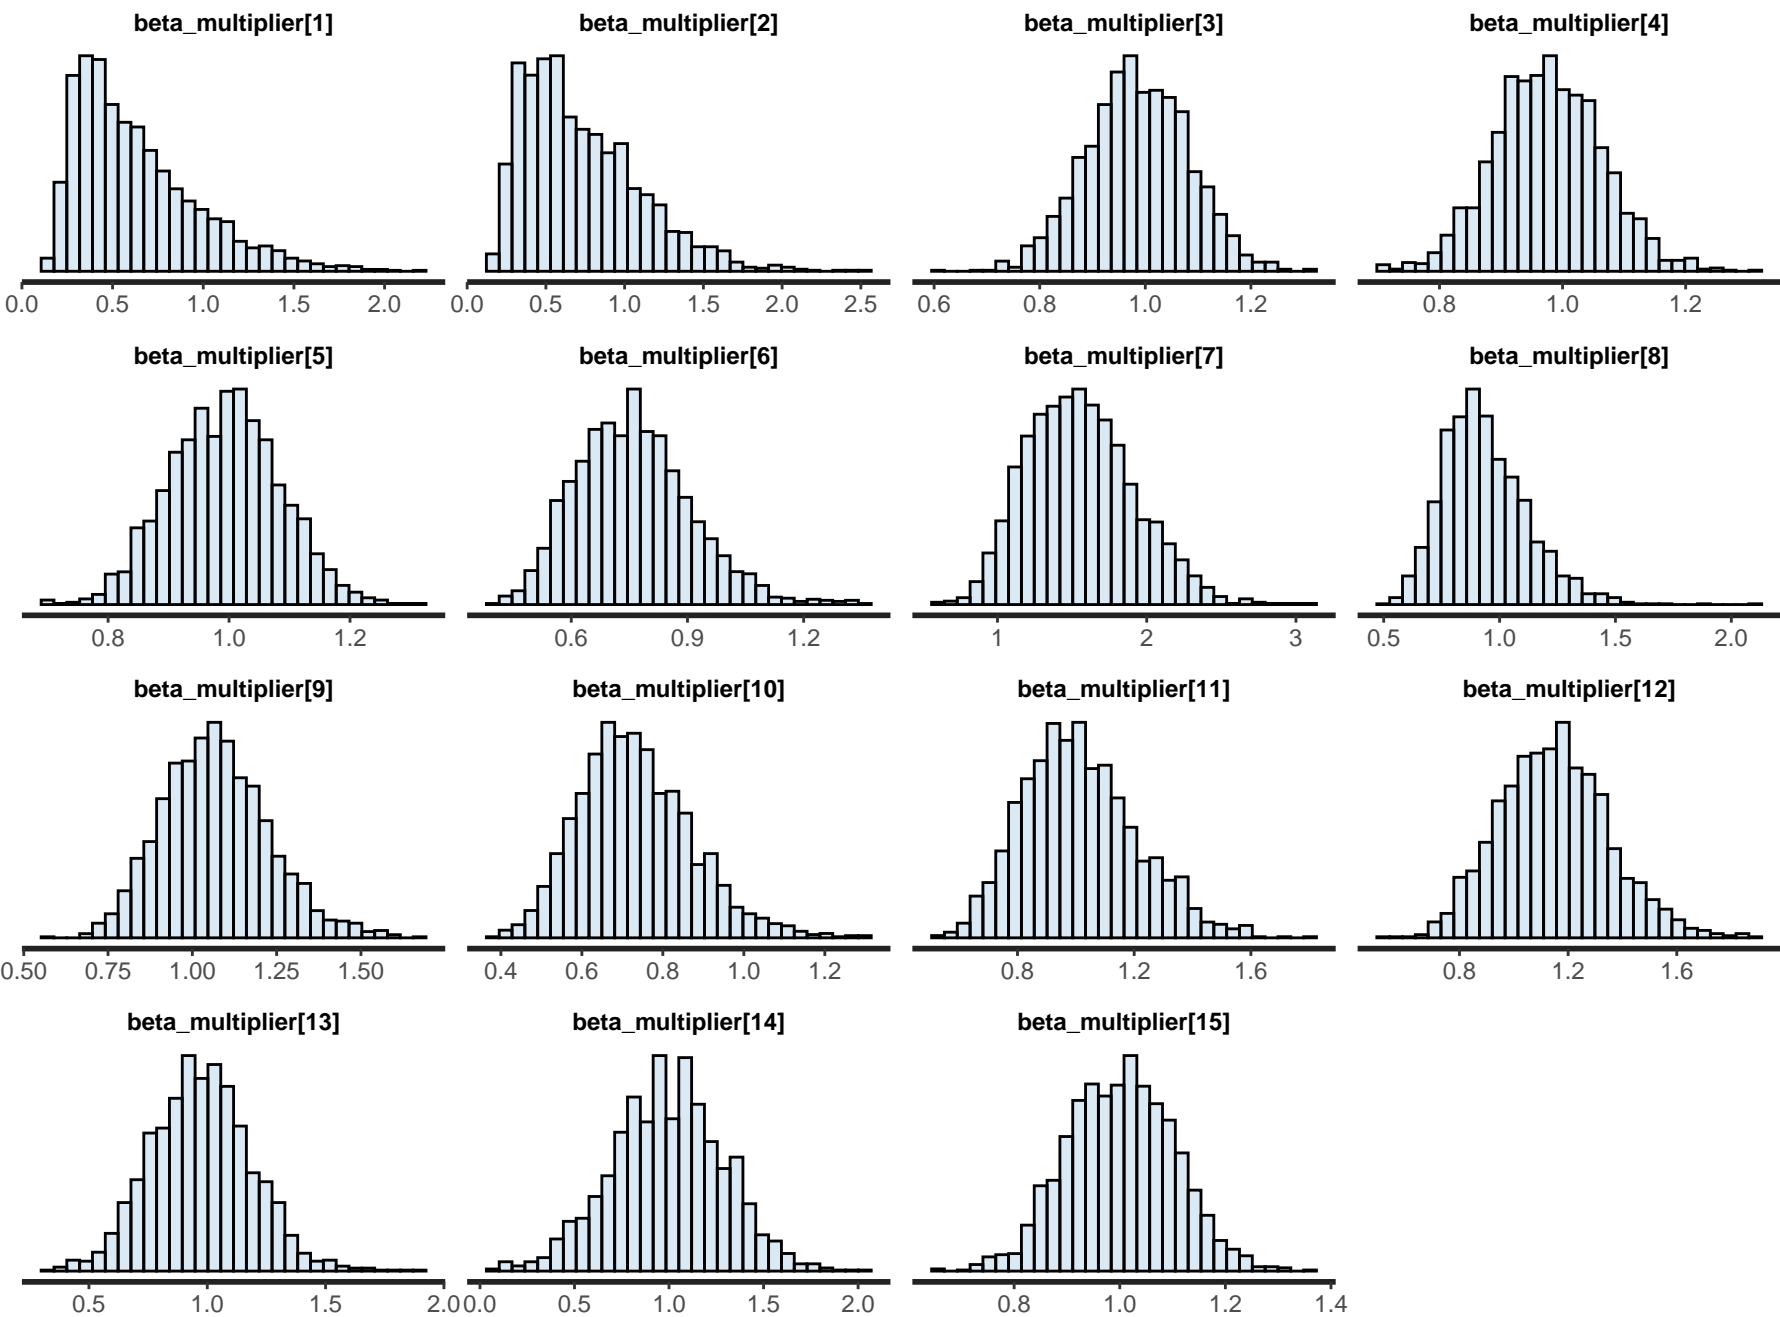 beta_multiplier[1] beta_multiplier[2] beta_multiplier[3] beta_multiplier[4]
0.0 0.5 1.0 1.5 2.0 0.0 0.5 1.0 1.5 2.0 2.5 0.6 0.8 1.0 1.2 0.8 1.0 1.2
beta_multiplier[5] beta_multiplier[6] beta_multiplier[7] beta_multiplier[8]
0.8 1.0 1.2 0.6 0.9 1.2 1 2 3 0.5 1.0 1.5 2.0
beta_multiplier[9] beta_multiplier[10] beta_multiplier[11] beta_multiplier[12]
0.50 0.75 1.00 1.25 1.50 0.4 0.6 0.8 1.0 1.2 0.8 1.2 1.6 0.8 1.2 1.6
beta_multiplier[13] beta_multiplier[14] beta_multiplier[15]
0.5 1.0 1.5 2.0 0.0 0.5 1.0 1.5 2.0 0.8 1.0 1.2 1.4